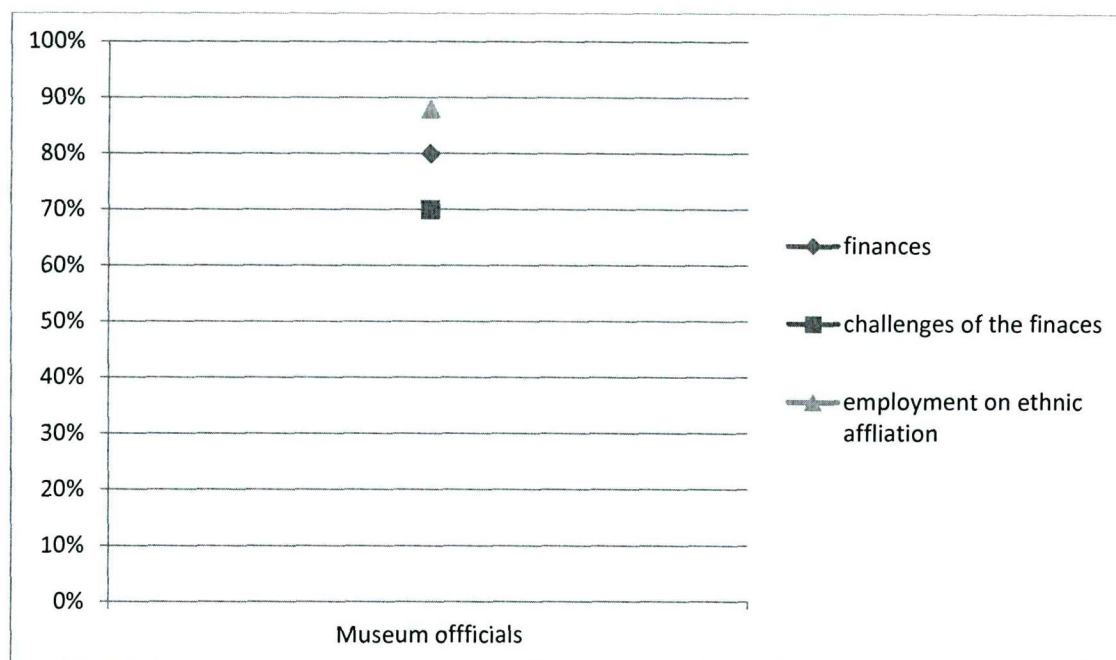 100%
90%
80%
70%
60%
50%
40%
30%
20%
10%
0%
Museum offficials
finances
challenges of the finaces
employment on ethnic
affliation